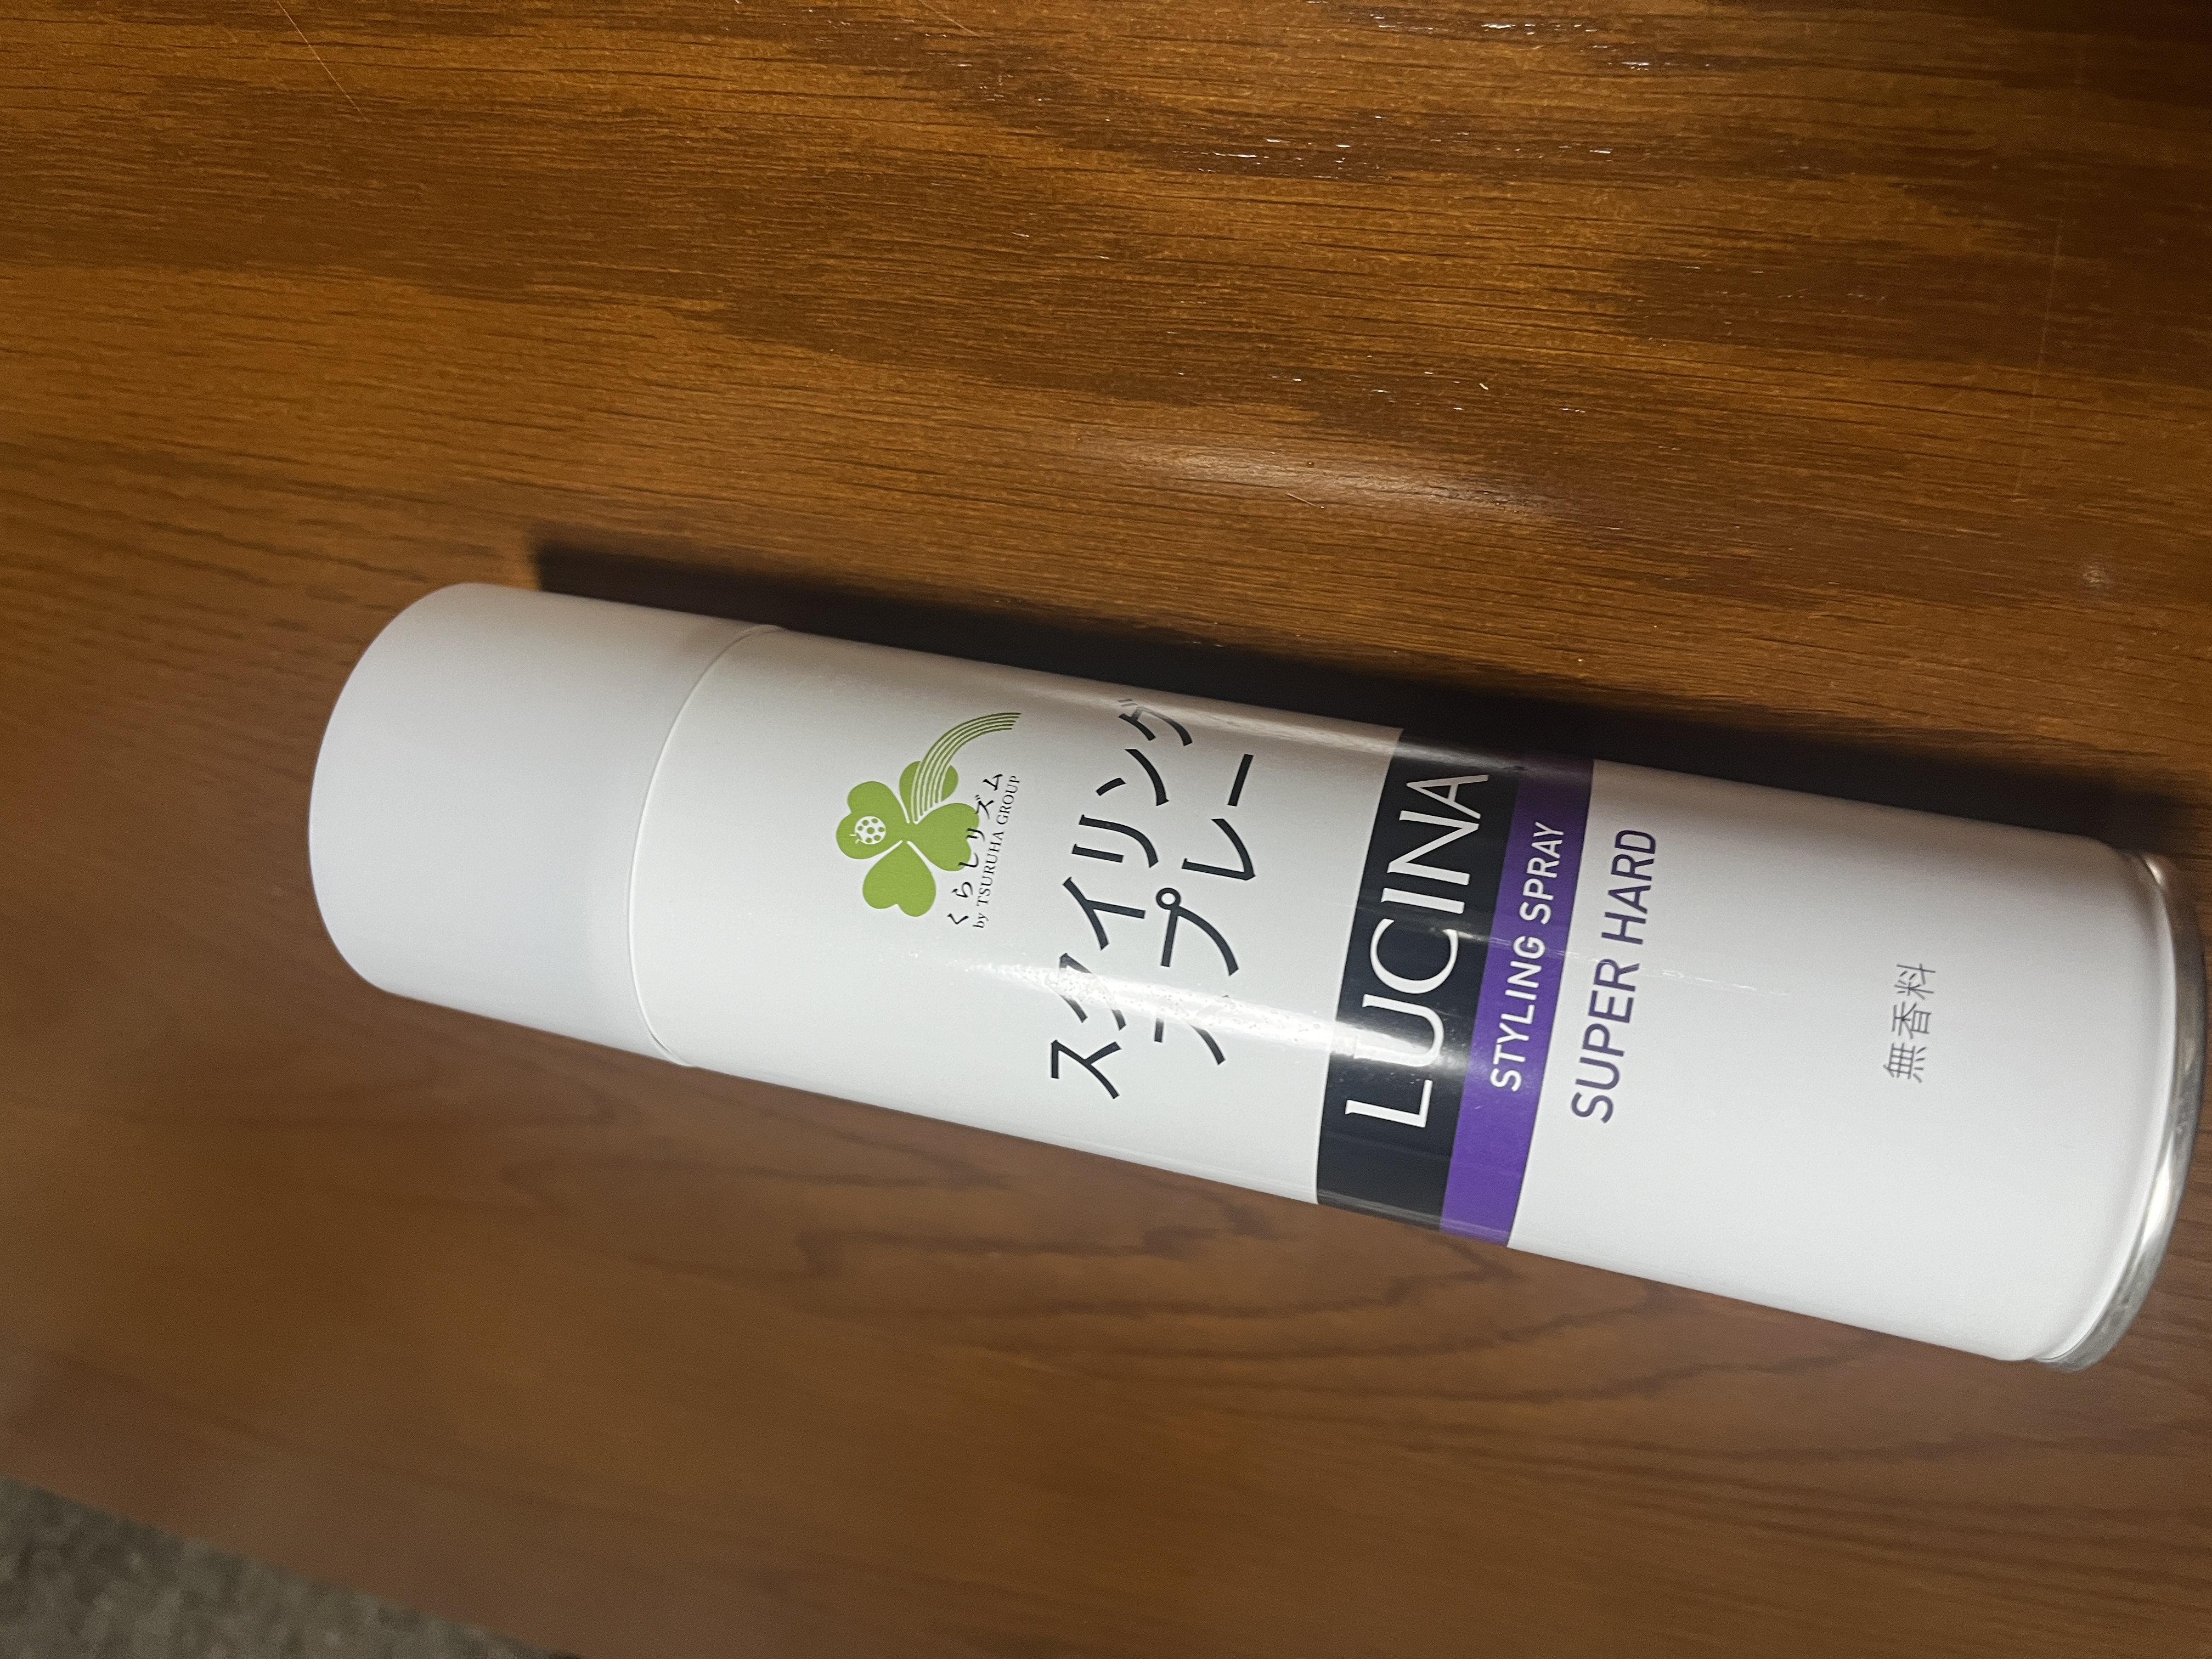 くらしリズム
by TSURUHA GROUP
スタイリング
スプレー
LUCINA
STYLING SPRAY
SUPER HARD
無香料